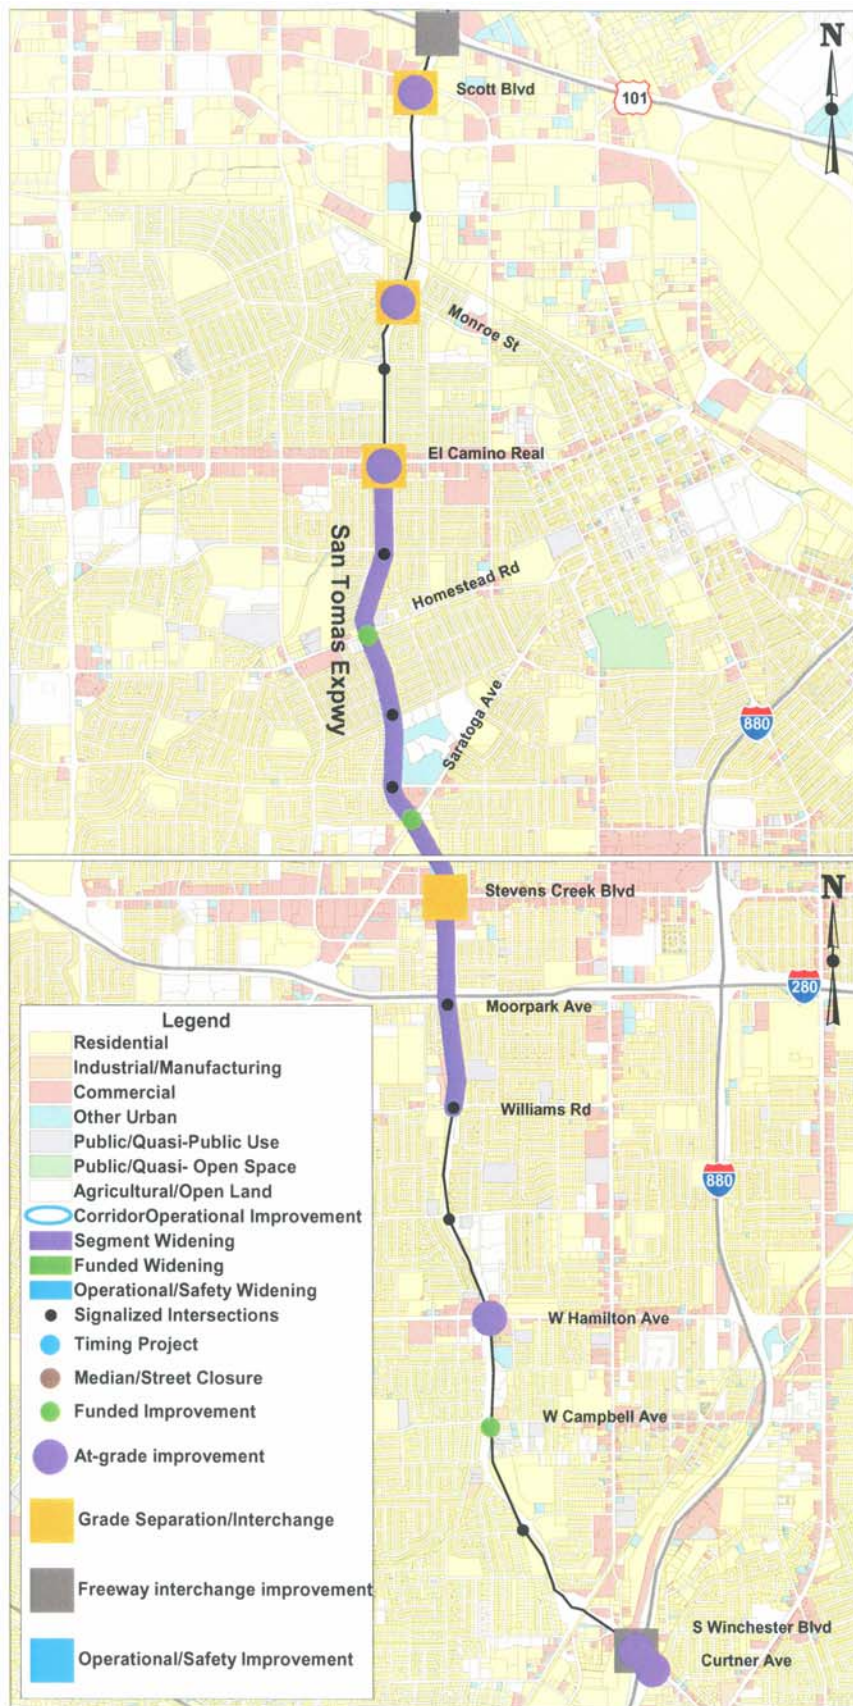 N
Scott Blvd
101
Monroe St
El Camino Real
San Tomas Expwy
Homestead Rd
Saratoga Ave
880
Stevens Creek Blvd
N
280
Moorpark Ave
Legend
Residential
Industrial/Manufacturing
Commercial
Other Urban
Public/Quasi-Public Use
Public/Quasi- Open Space
Agricultural/Open Land
CorridorOperational Improvement
Segment Widening
Funded Widening
Operational/Safety Widening
Signalized Intersections
Timing Project
Median/Street Closure
Funded Improvement
At-grade improvement
Grade Separation/Interchange
Freeway interchange improvement
Operational/Safety Improvement
Williams Rd
880
W Hamilton Ave
W Campbell Ave
S Winchester Blvd
Curtner Ave